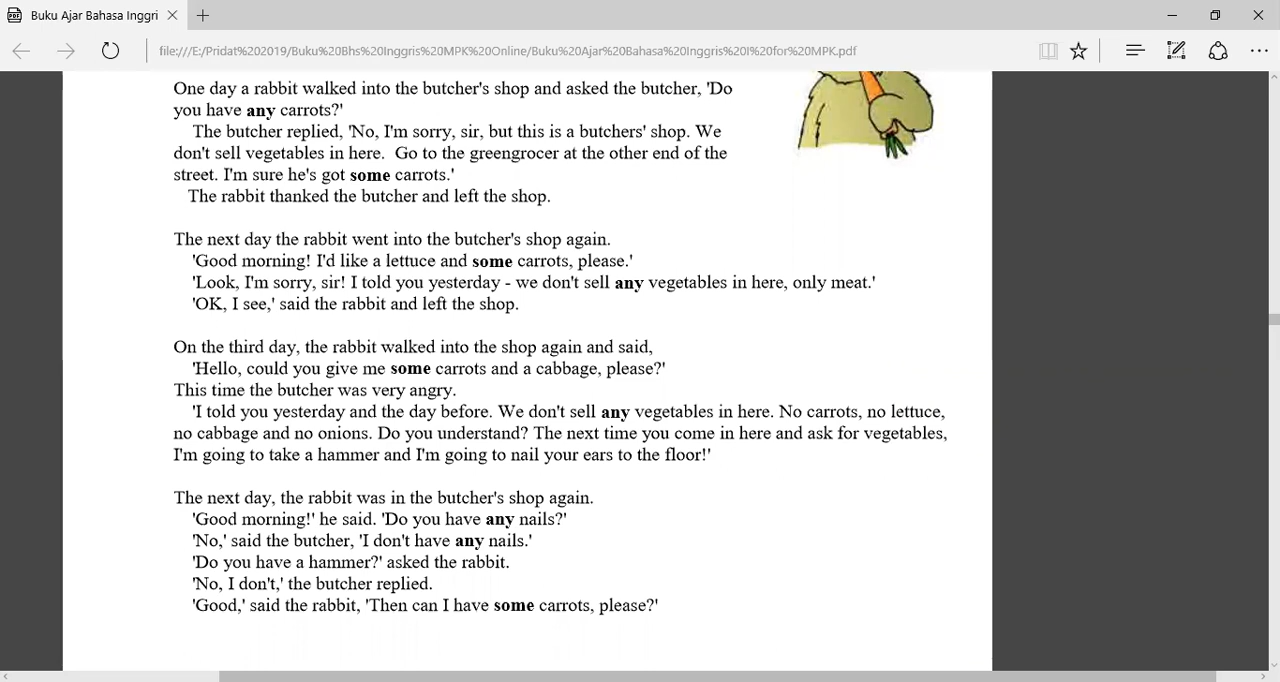 Buku Ajar Bahasa Inggri
file:///E:/Pridat%202019/Buku%20Bhs%20Inggris%20MPK%20Online/Buku%20Ajar%20Bahasa%20Inggris%20I%20for%20MPK.pdf
One day a rabbit walked into the butcher's shop and asked the butcher, 'Do
you have any carrots?'
The butcher replied, 'No, I'm sorry, sir, but this is a butchers' shop. We
don't sell vegetables in here.  Go to the greengrocer at the other end of the
street. I'm sure he's got some carrots.'
The rabbit thanked the butcher and left the shop.
The next day the rabbit went into the butcher's shop again.
'Good morning! I'd like a lettuce and some carrots, please.'
'Look, I'm sorry, sir! I told you yesterday - we don't sell any vegetables in here, only meat.'
'OK, I see,' said the rabbit and left the shop.
On the third day, the rabbit walked into the shop again and said,
'Hello, could you give me some carrots and a cabbage, please?'
This time the butcher was very angry.
'I told you yesterday and the day before. We don't sell any vegetables in here. No carrots, no lettuce,
no cabbage and no onions. Do you understand? The next time you come in here and ask for vegetables,
I'm going to take a hammer and I'm going to nail your ears to the floor!'
The next day, the rabbit was in the butcher's shop again.
'Good morning!' he said. 'Do you have any nails?'
'No,' said the butcher, 'I don't have any nails.'
'Do you have a hammer?' asked the rabbit.
'No, I don't,' the butcher replied.
'Good,' said the rabbit, 'Then can I have some carrots, please?'